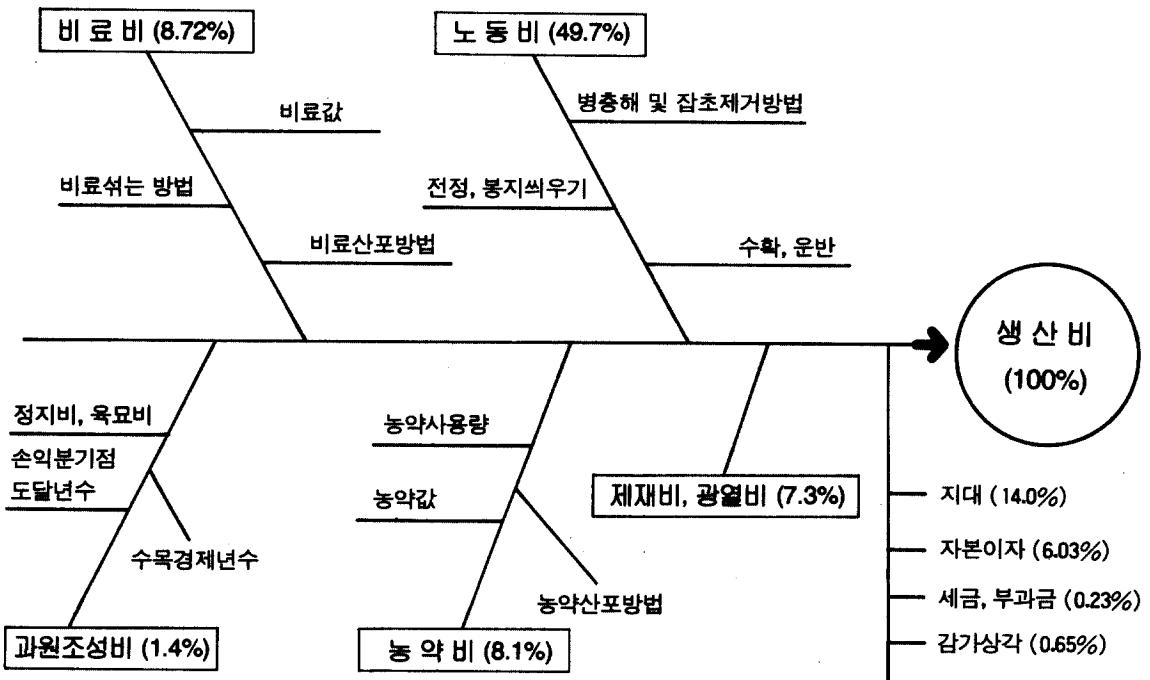 비 료 비 (8.72%)
비료값
비료섞는 방법
비료산포방법
노 동 비 (49.7%)
병충해 및 잡초제거방법
전정, 봉지씌우기
수확, 운반
생 산 비
(100%)
정지비, 육묘비
손익분기점
도달년수
수목경제년수
과원조성비 (1.4%)
농약사용량
농약값
농약산포방법
농 약 비 (8.1%)
제재비, 광열비 (7.3%)
지대 (14.0%)
자본이자 (6.03%)
세금, 부과금 (0.23%)
감가상각 (0.65%)